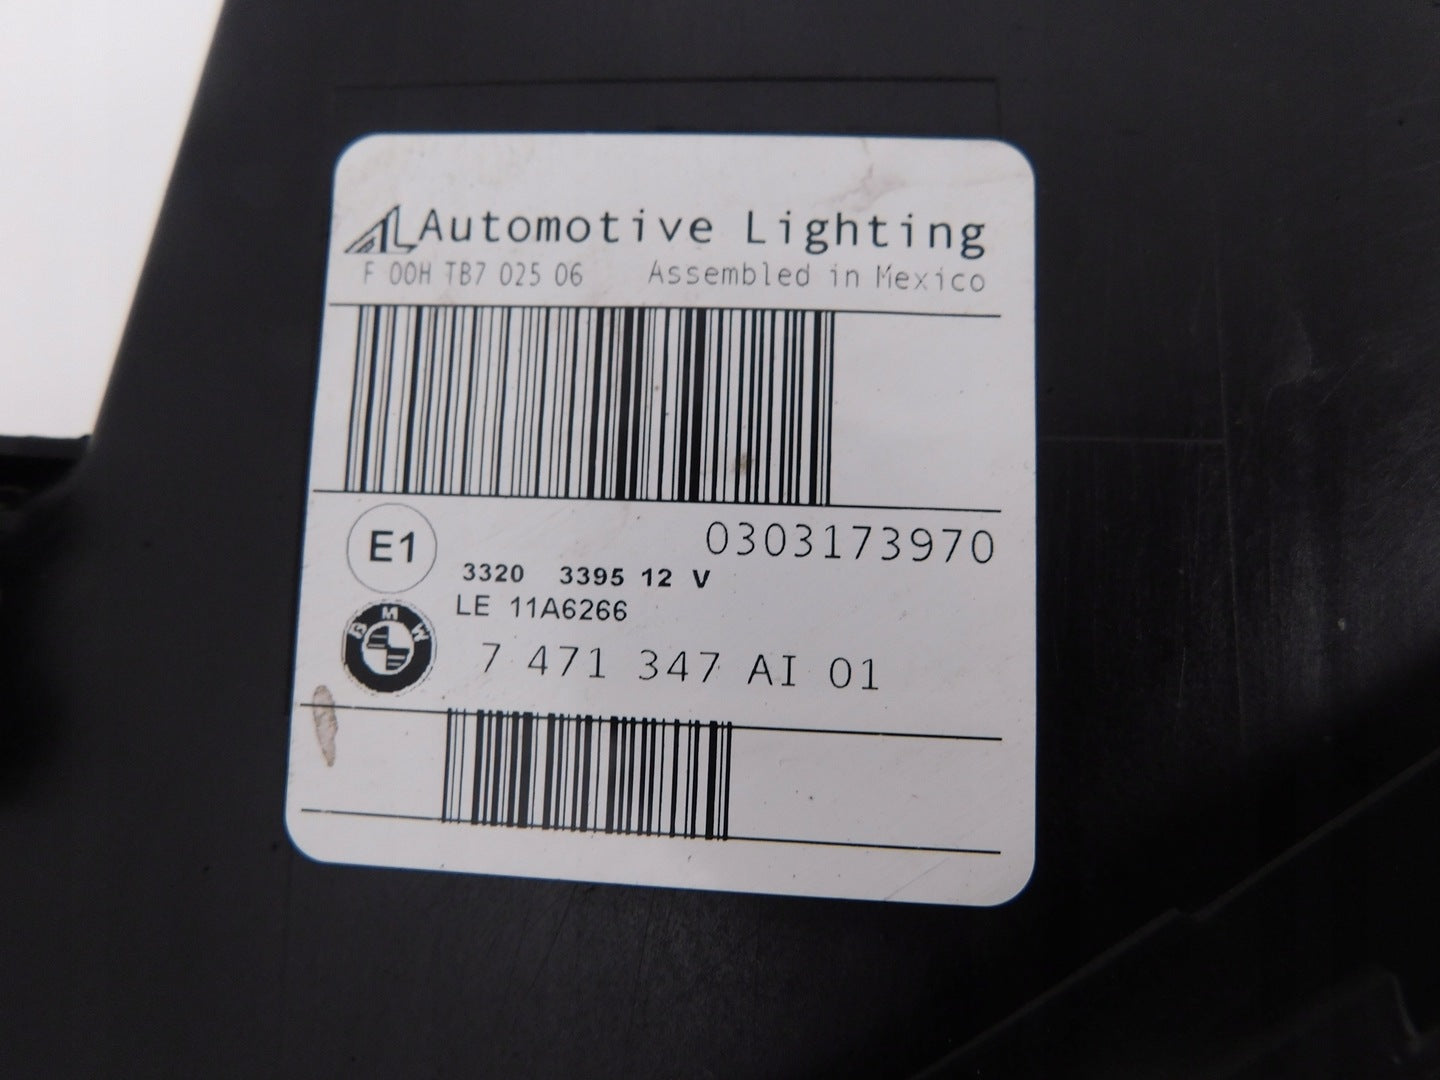 AL Automotive Lighting
F 00H TB7 025 06 Assembled in Mexico
0303173970
E1
3320 3395 12 V
LE 11A6266
BMW
7 471 347 AI 01